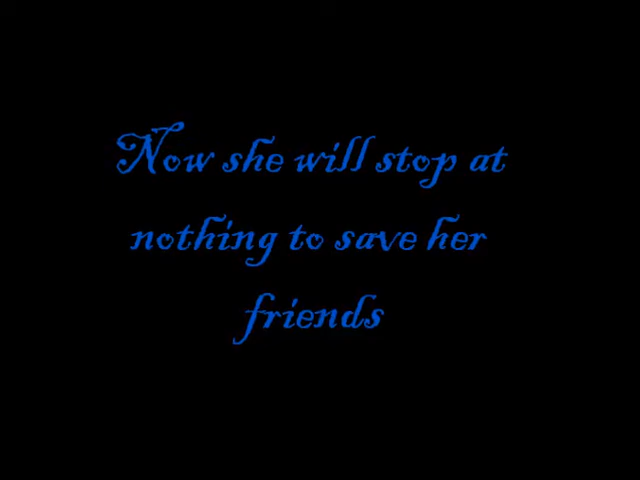 Now she will stop at
nothing to save her
friends